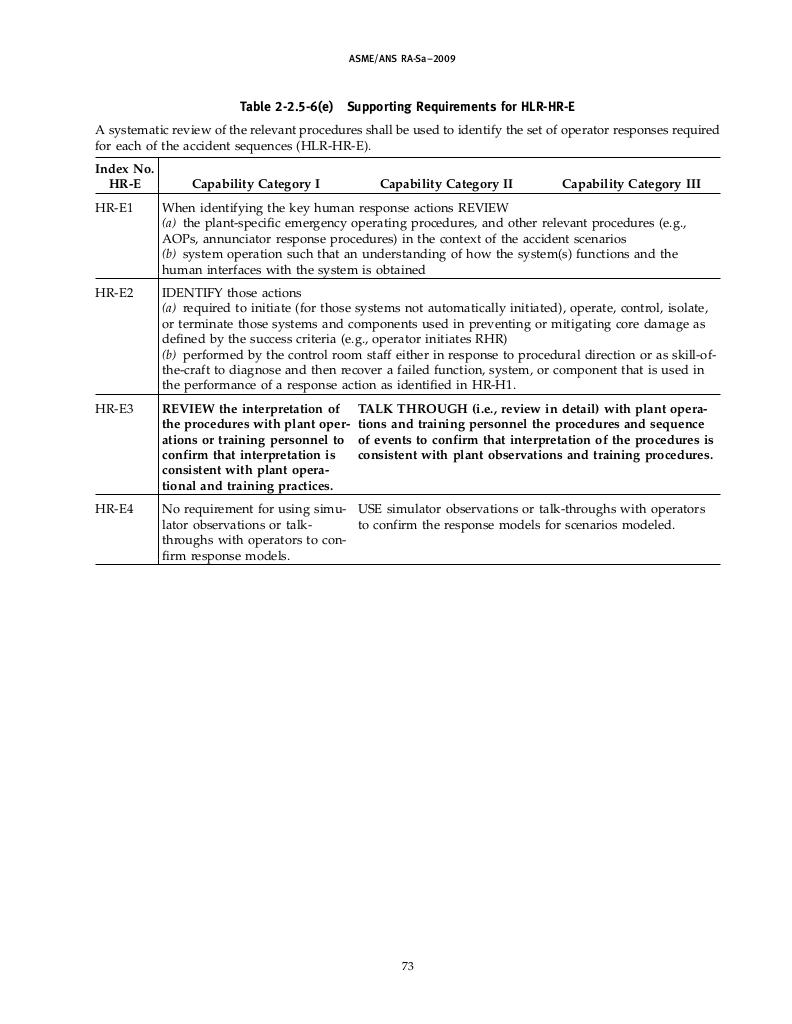 ASME/ANS RA-Sa–2009
Table 2-2.5-6(e) Supporting Requirements for HLR-HR-E
A systematic review of the relevant procedures shall be used to identify the set of operator responses required
for each of the accident sequences (HLR-HR-E).
Index No.
HR-E Capability Category I Capability Category II Capability Category III
HR-E1 When identifying the key human response actions REVIEW
(a) the plant-specific emergency operating procedures, and other relevant procedures (e.g.,
AOPs, annunciator response procedures) in the context of the accident scenarios
(b) system operation such that an understanding of how the system(s) functions and the
human interfaces with the system is obtained
HR-E2 IDENTIFY those actions
(a) required to initiate (for those systems not automatically initiated), operate, control, isolate,
or terminate those systems and components used in preventing or mitigating core damage as
defined by the success criteria (e.g., operator initiates RHR)
(b) performed by the control room staff either in response to procedural direction or as skill-of-
the-craft to diagnose and then recover a failed function, system, or component that is used in
the performance of a response action as identified in HR-H1.
HR-E3 REVIEW the interpretation of
the procedures with plant oper-
ations or training personnel to
confirm that interpretation is
consistent with plant opera-
tional and training practices.
TALK THROUGH (i.e., review in detail) with plant opera-
tions and training personnel the procedures and sequence
of events to confirm that interpretation of the procedures is
consistent with plant observations and training procedures.
HR-E4 No requirement for using simu-
lator observations or talk-
throughs with operators to con-
firm response models.
USE simulator observations or talk-throughs with operators
to confirm the response models for scenarios modeled.
73